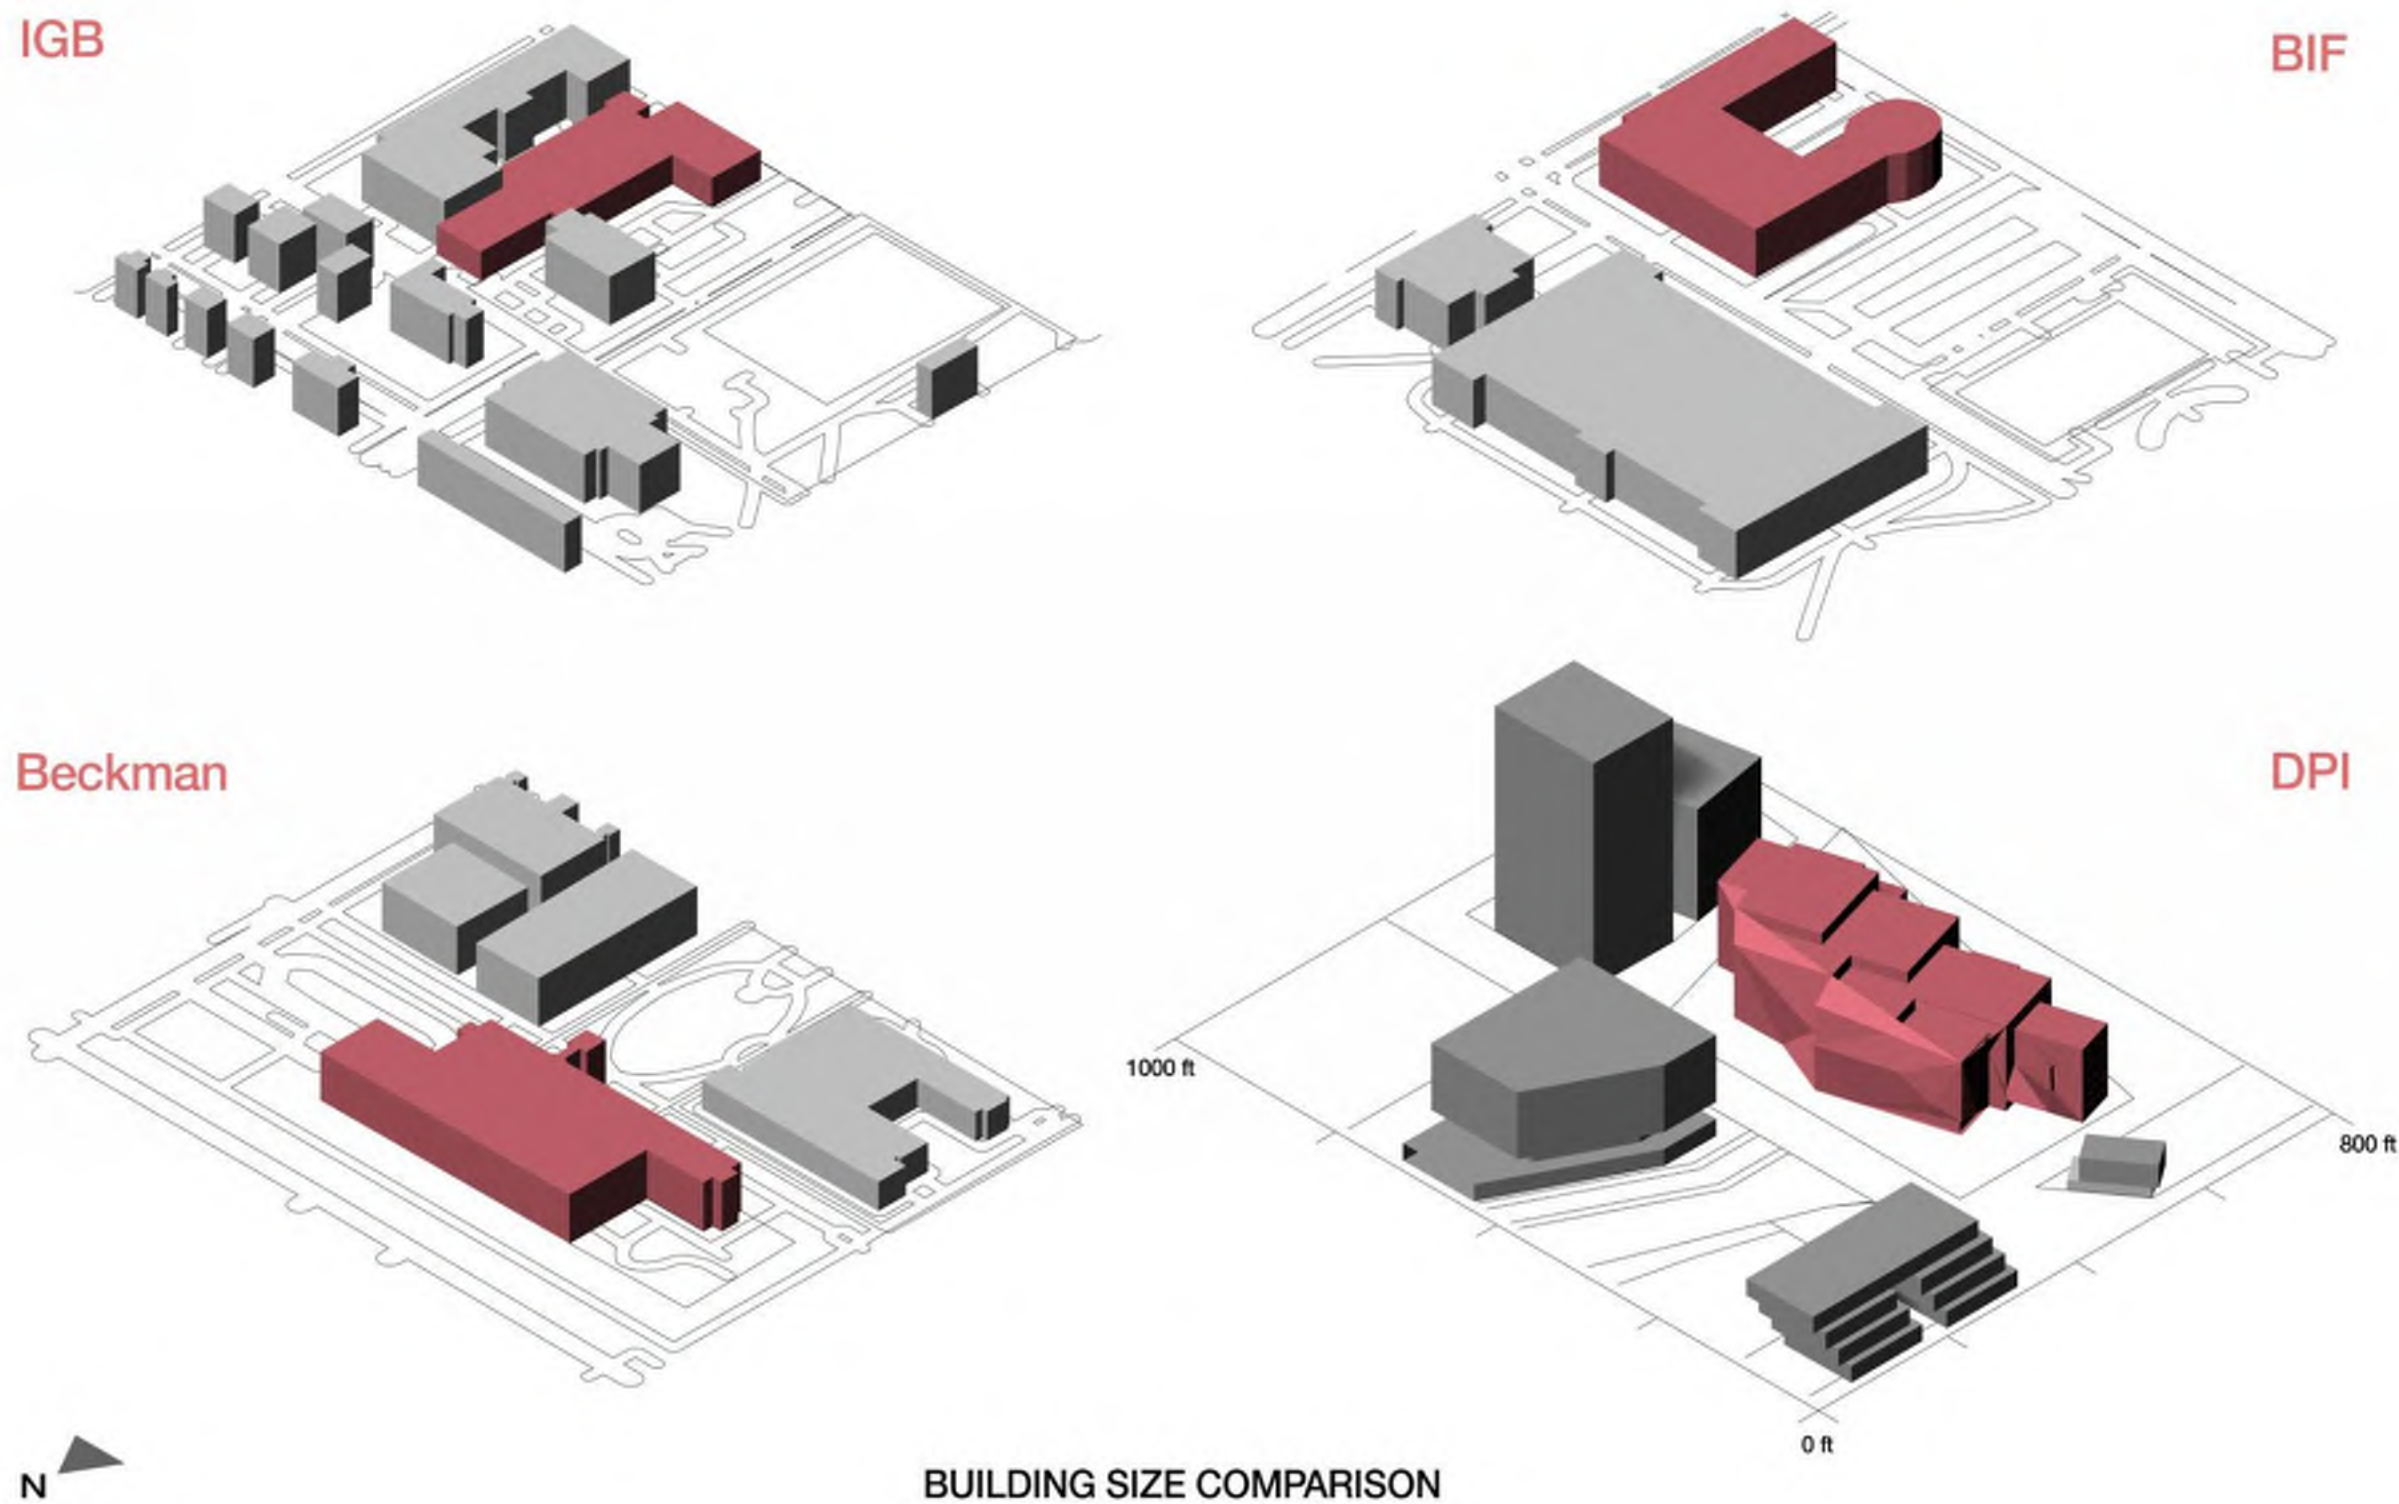 IGB
BIF
Beckman
DPI
1000 ft
800 ft
0 ft
N
BUILDING SIZE COMPARISON